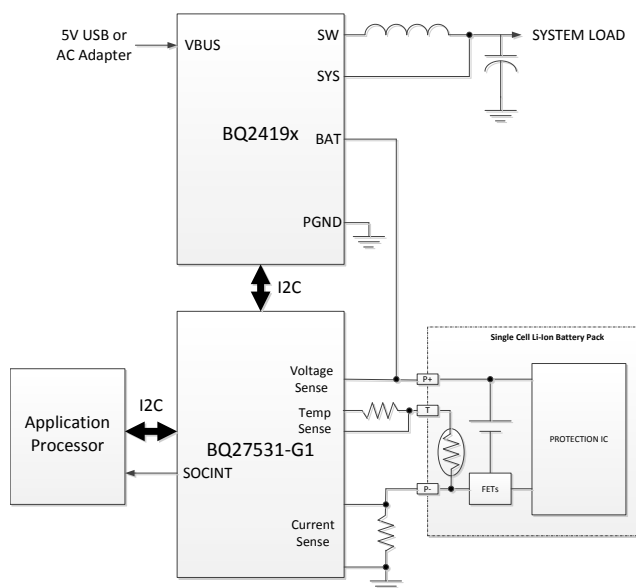 5V USB or
AC Adapter
VBUS
SW
SYSTEM LOAD
SYS
BQ2419x
BAT
PGND
I2C
Single Cell Li-Ion Battery Pack
Voltage
Sense
P+
I2C
Temp
Sense
T
Application
Processor
BQ27531-G1
PROTECTION IC
SOCINT
P-
FETs
Current
Sense